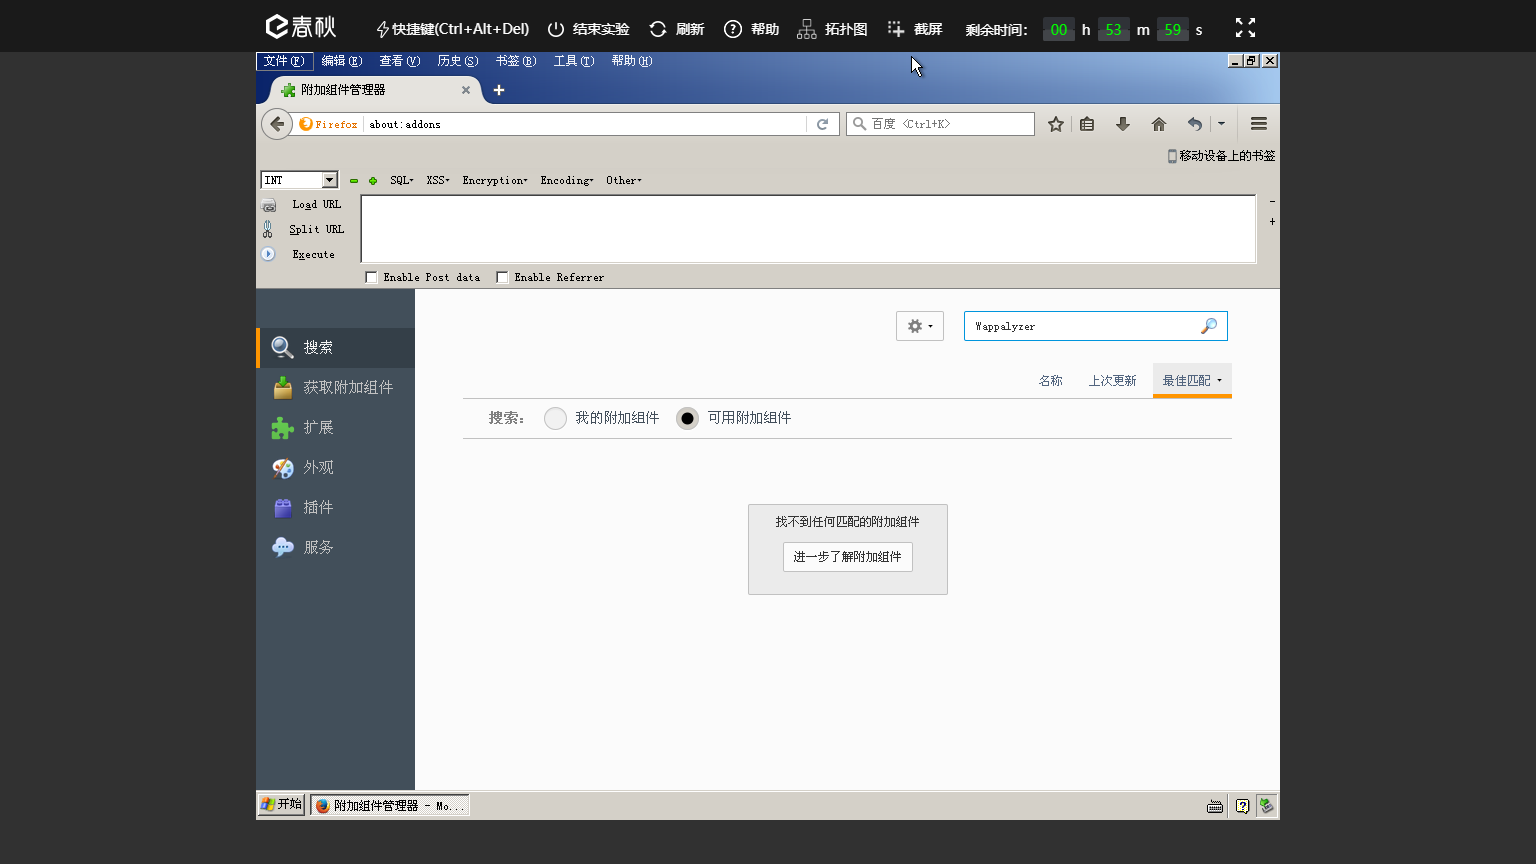 春秋 快捷键(Ctrl+Alt+Del) 结束实验 刷新 帮助 拓扑图 截屏 剩余时间: 00 h 53 m 59 s
文件(F) 编辑(E) 查看(V) 历史(S) 书签(B) 工具(T) 帮助(H)
附加组件管理器
Firefox about:addons 百度 <Ctrl+K>
移动设备上的书签
INT SQL XSS Encryption Encoding Other
Load URL
Split URL
Execute
Enable Post data Enable Referrer
Wappalyzer
搜索
获取附加组件
扩展
外观
插件
服务
名称 上次更新 最佳匹配
搜索: 我的附加组件 可用附加组件
找不到任何匹配的附加组件
进一步了解附加组件
开始 附加组件管理器 - Mo...